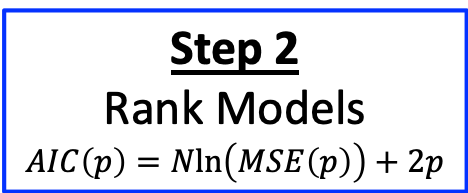 Step 2
Rank Models
AIC(p) = Nln(MSE(p)) + 2p